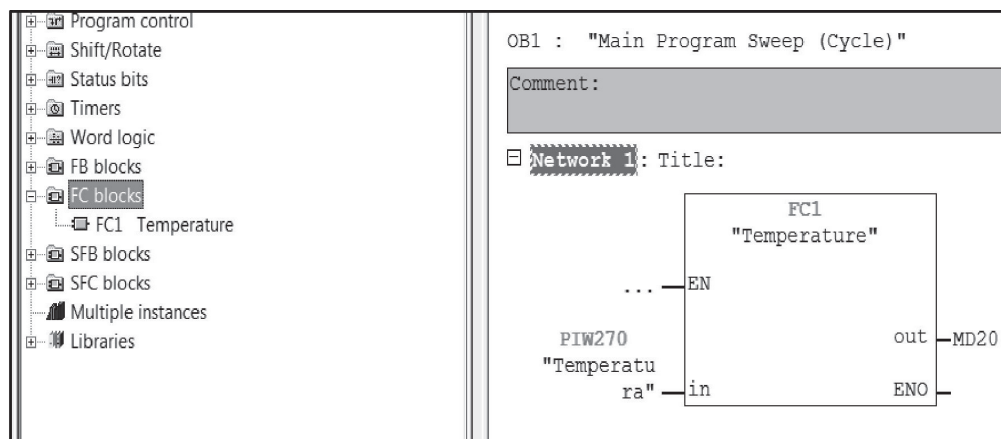 Program control
Shift/Rotate
Status bits
Timers
Word logic
FB blocks
FC blocks
FC1 Temperature
SFB blocks
SFC blocks
Multiple instances
Libraries
OB1 : "Main Program Sweep (Cycle)"
Comment:
Network 1: Title:
FC1
"Temperature"
... EN
PIW270
"Temperatu
ra" in
out MD20
ENO